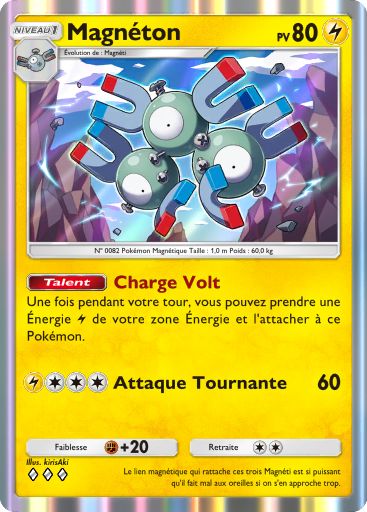 NIVEAU 1 Magnéton PV 80
Évolution de : Magnéti
N° 0082 Pokémon Magnétique Taille : 1,0 m Poids : 60,0 kg
Talent Charge Volt
Une fois pendant votre tour, vous pouvez prendre une
Énergie de votre zone Énergie et l'attacher à ce
Pokémon.
Attaque Tournante 60
Faiblesse +20 Retraite
Illus. kirisAki
Le lien magnétique qui rattache ces trois Magnéti est si puissant
qu'il fait mal aux oreilles si on s'en approche trop.